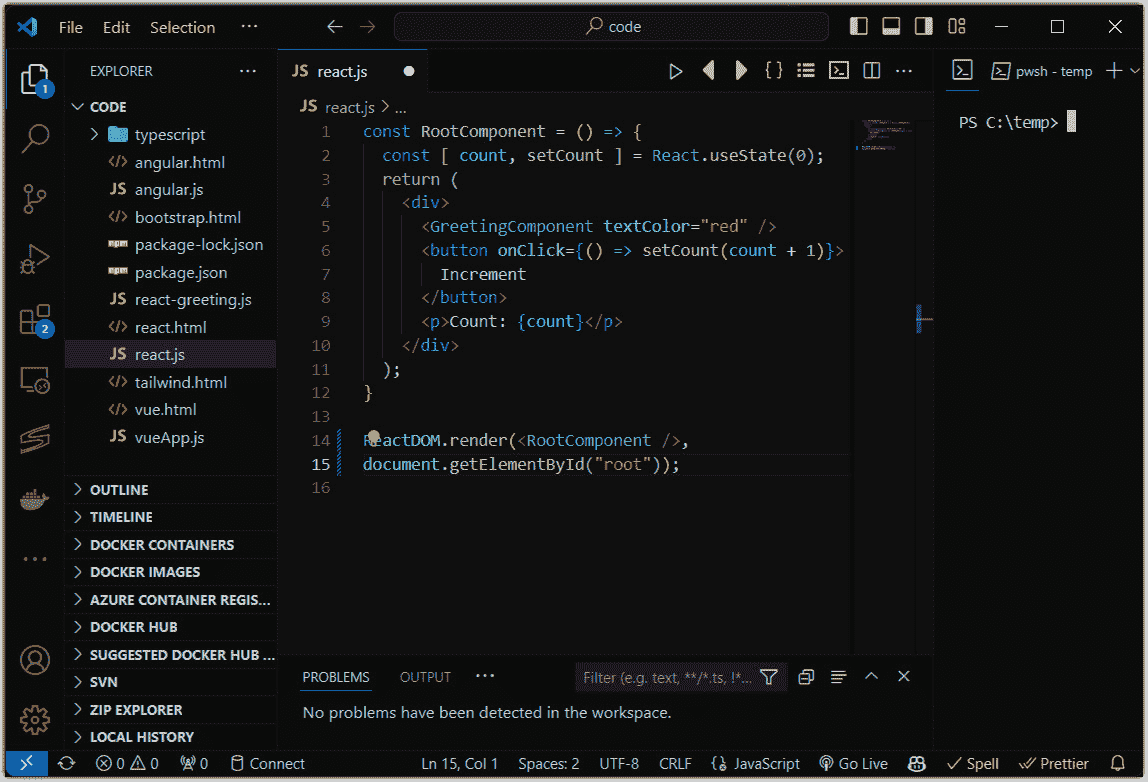 File Edit Selection ··· code
EXPLORER ···
CODE
typescript
angular.html
JS angular.js
bootstrap.html
package-lock.json
package.json
JS react-greeting.js
react.html
JS react.js
tailwind.html
vue.html
JS vueApp.js
OUTLINE
TIMELINE
DOCKER CONTAINERS
DOCKER IMAGES
AZURE CONTAINER REGIS...
DOCKER HUB
SUGGESTED DOCKER HUB ...
SVN
ZIP EXPLORER
LOCAL HISTORY
1
2
JS react.js
JS react.js > ...
1 const RootComponent = () => {
2 const [ count, setCount ] = React.useState(0);
3 return (
4 <div>
5 <GreetingComponent textColor="red" />
6 <button onClick={() => setCount(count + 1)}>
7 Increment
8 </button>
9 <p>Count: {count}</p>
10 </div>
11 );
12 }
13
14 ReactDOM.render(<RootComponent />,
15 document.getElementById("root"));
16
PROBLEMS OUTPUT ··· Filter (e.g. text, **/*.ts, !*...
No problems have been detected in the workspace.
pwsh - temp
PS C:\temp>
0 0 0 Connect Ln 15, Col 1 Spaces: 2 UTF-8 CRLF {} JavaScript Go Live Spell Prettier